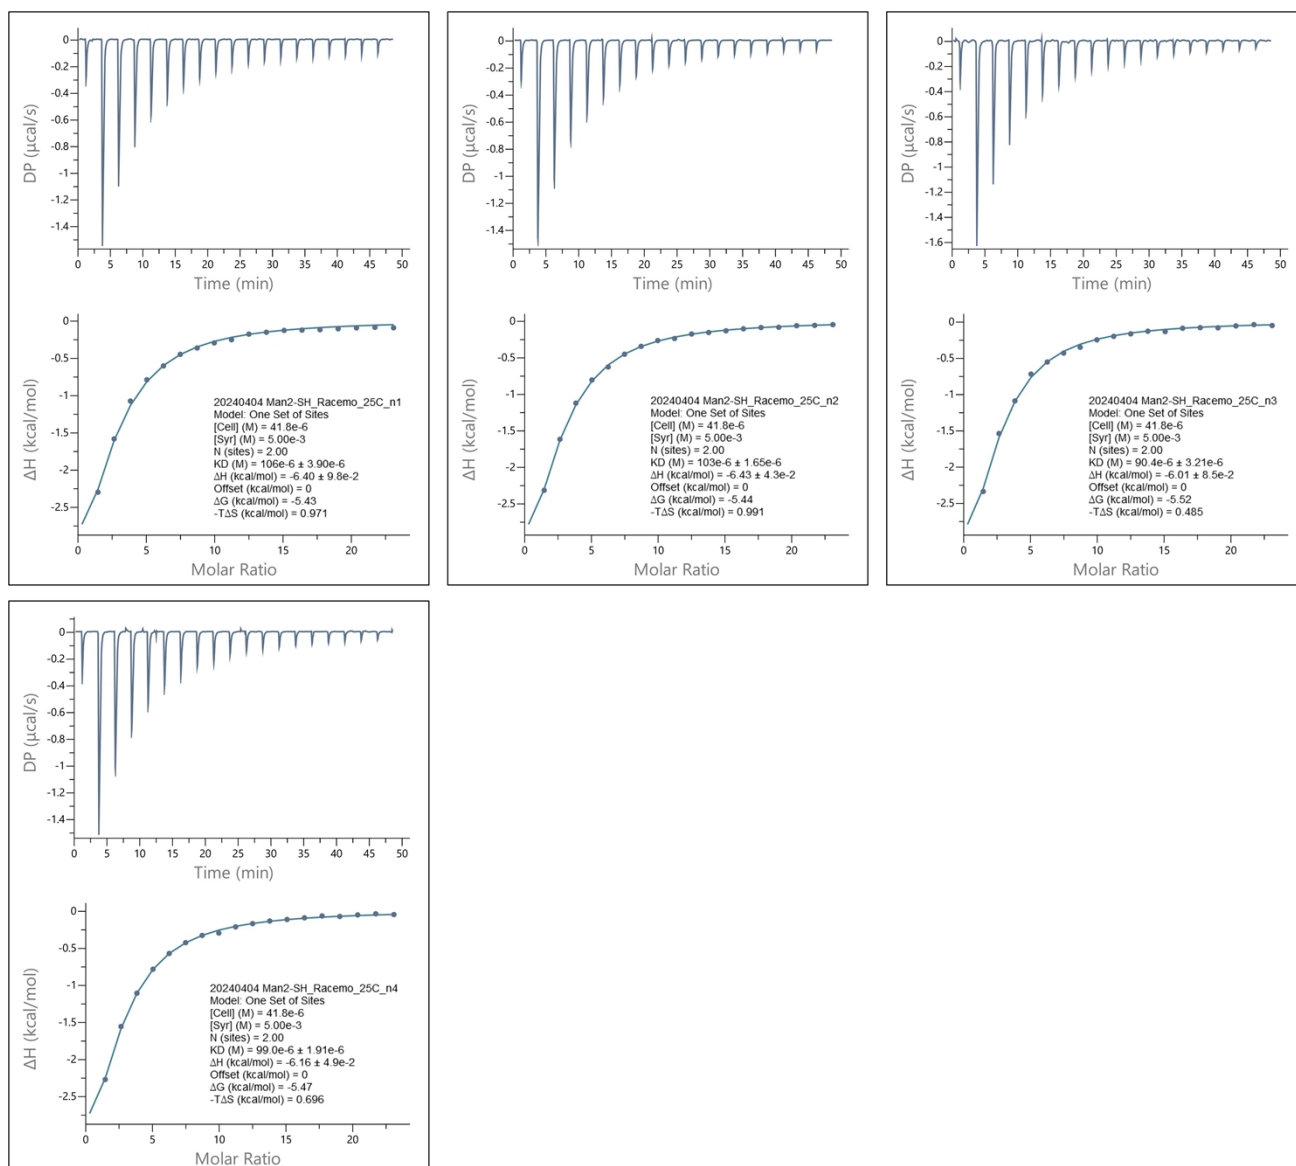 0
-0.2
-0.4
-0.6
-0.8
-1
-1.2
-1.4
DP (µcal/s)
0 5 10 15 20 25 30 35 40 45 50
Time (min)
0
-0.5
-1
-1.5
-2
-2.5
ΔH (kcal/mol)
20240404 Man2-SH_Racemo_25C_n1
Model: One Set of Sites
[Cell] (M) = 41.8e-6
[Syr] (M) = 5.00e-3
N (sites) = 2.00
KD (M) = 106e-6 ± 3.90e-6
ΔH (kcal/mol) = -6.40 ± 9.8e-2
Offset (kcal/mol) = 0
ΔG (kcal/mol) = -5.43
-TΔS (kcal/mol) = 0.971
0 5 10 15 20
Molar Ratio
0
-0.2
-0.4
-0.6
-0.8
-1
-1.2
-1.4
DP (µcal/s)
0 5 10 15 20 25 30 35 40 45 50
Time (min)
0
-0.5
-1
-1.5
-2
-2.5
ΔH (kcal/mol)
20240404 Man2-SH_Racemo_25C_n2
Model: One Set of Sites
[Cell] (M) = 41.8e-6
[Syr] (M) = 5.00e-3
N (sites) = 2.00
KD (M) = 103e-6 ± 1.65e-6
ΔH (kcal/mol) = -6.43 ± 4.3e-2
Offset (kcal/mol) = 0
ΔG (kcal/mol) = -5.44
-TΔS (kcal/mol) = 0.991
0 5 10 15 20
Molar Ratio
0
-0.2
-0.4
-0.6
-0.8
-1
-1.2
-1.4
-1.6
DP (µcal/s)
0 5 10 15 20 25 30 35 40 45 50
Time (min)
0
-0.5
-1
-1.5
-2
-2.5
ΔH (kcal/mol)
20240404 Man2-SH_Racemo_25C_n3
Model: One Set of Sites
[Cell] (M) = 41.8e-6
[Syr] (M) = 5.00e-3
N (sites) = 2.00
KD (M) = 90.4e-6 ± 3.21e-6
ΔH (kcal/mol) = -6.01 ± 8.5e-2
Offset (kcal/mol) = 0
ΔG (kcal/mol) = -5.52
-TΔS (kcal/mol) = 0.485
0 5 10 15 20
Molar Ratio
0
-0.2
-0.4
-0.6
-0.8
-1
-1.2
-1.4
DP (µcal/s)
0 5 10 15 20 25 30 35 40 45 50
Time (min)
0
-0.5
-1
-1.5
-2
-2.5
ΔH (kcal/mol)
20240404 Man2-SH_Racemo_25C_n4
Model: One Set of Sites
[Cell] (M) = 41.8e-6
[Syr] (M) = 5.00e-3
N (sites) = 2.00
KD (M) = 99.0e-6 ± 1.91e-6
ΔH (kcal/mol) = -6.16 ± 4.9e-2
Offset (kcal/mol) = 0
ΔG (kcal/mol) = -5.47
-TΔS (kcal/mol) = 0.696
0 5 10 15 20
Molar Ratio